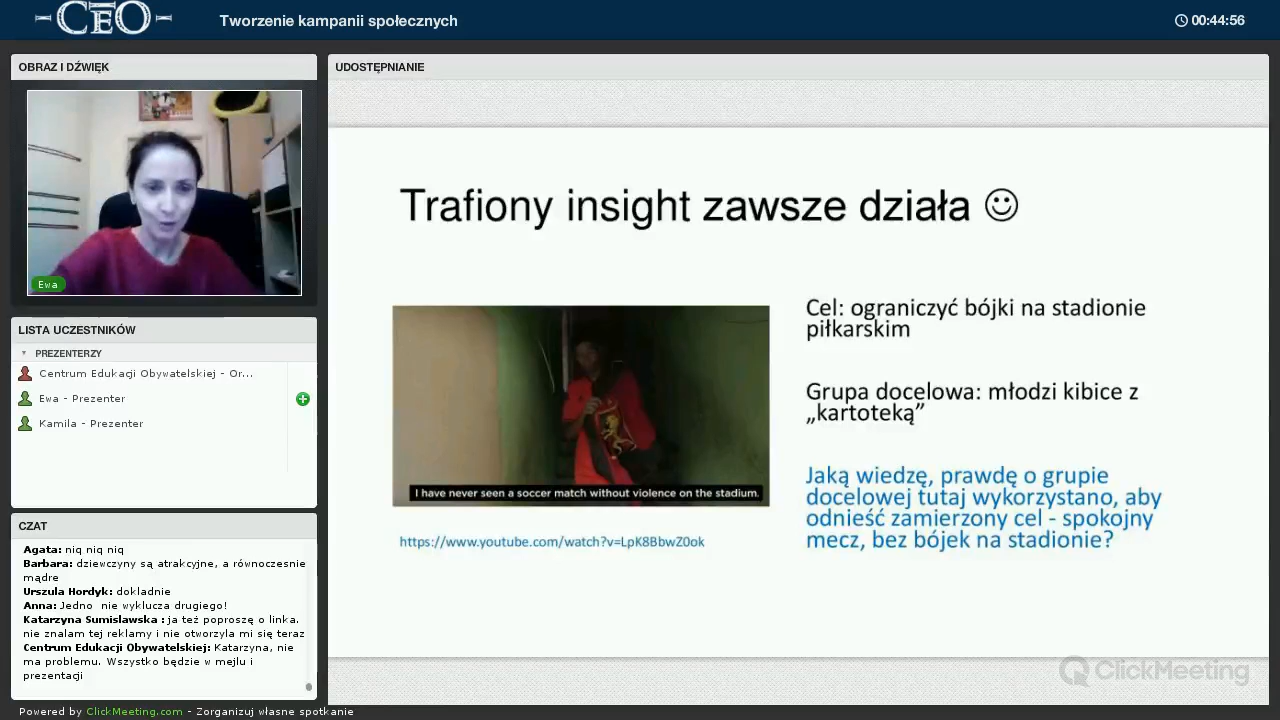 CEO
Tworzenie kampanii społecznych
00:44:56
OBRAZ I DŹWIĘK
Ewa
LISTA UCZESTNIKÓW
PREZENTERZY
Centrum Edukacji Obywatelskiej - Or...
Ewa - Prezenter
Kamila - Prezenter
CZAT
Agata: niq niq niq
Barbara: dziewczyny są atrakcyjne, a równocześnie
mądre
Urszula Hordyk: dokladnie
Anna: Jedno nie wyklucza drugiego!
Katarzyna Sumislawska : ja też poproszę o linka.
nie znalam tej reklamy i nie otworzyla mi się teraz
Centrum Edukacji Obywatelskiej: Katarzyna, nie
ma problemu. Wszystko będzie w mejlu i
prezentacji
Powered by ClickMeeting.com - Zorganizuj własne spotkanie
UDOSTĘPNIANIE
Trafiony insight zawsze działa ☺
I have never seen a soccer match without violence on the stadium.
https://www.youtube.com/watch?v=LpK8BbwZ0ok
Cel: ograniczyć bójki na stadionie
piłkarskim
Grupa docelowa: młodzi kibice z
„kartoteką”
Jaką wiedzę, prawdę o grupie
docelowej tutaj wykorzystano, aby
odnieść zamierzony cel - spokojny
mecz, bez bójek na stadionie?
ClickMeeting